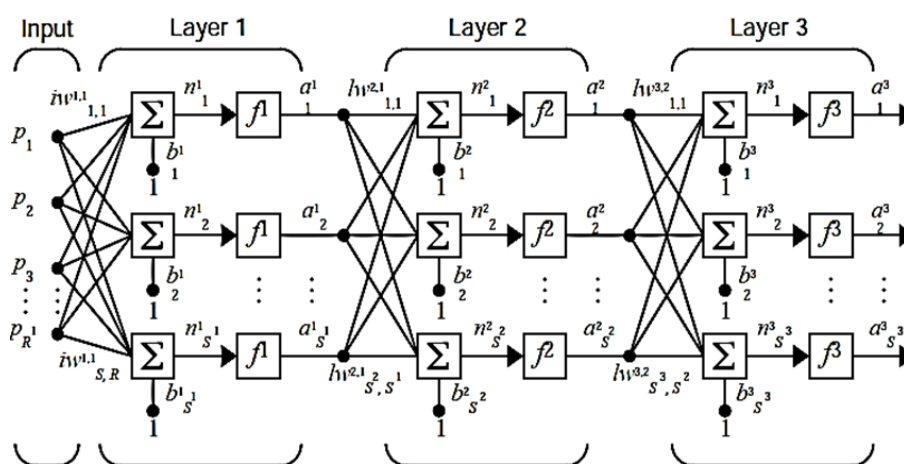 Input Layer 1 Layer 2 Layer 3
iw¹,¹ 1,1 n¹ 1 a¹ 1 lw²,¹ 1,1 n² 1 a² 1 lw³,² 1,1 n³ 1 a³ 1
p₁ Σ f¹ Σ f² Σ f³
b¹ 1 b² 1 b³ 1
1 1 1
p₂ n¹ 2 a¹ 2 n² 2 a² 2 n³ 2 a³ 2
Σ f¹ Σ f² Σ f³
p₃ b¹ 2 b² 2 b³ 2
1 1 1
n¹ s¹ a¹ s¹ n² s² a² s² n³ s³ a³ s³
p R¹ Σ f¹ Σ f² Σ f³
iw¹,¹ s, R lw²,¹ s², s¹ lw³,² s³, s²
b¹ s¹ b² s² b³ s³
1 1 1